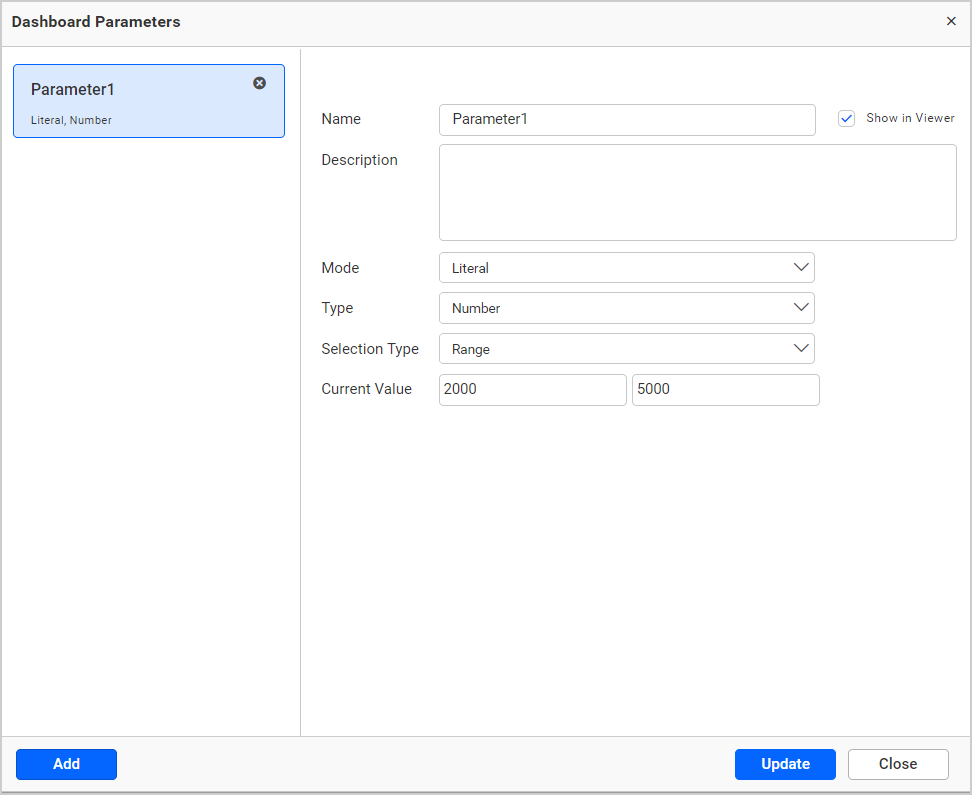 Dashboard Parameters
Parameter1
Literal, Number
Name
Parameter1
Show in Viewer
Description
Mode
Literal
Type
Number
Selection Type
Range
Current Value
2000
5000
Add
Update
Close